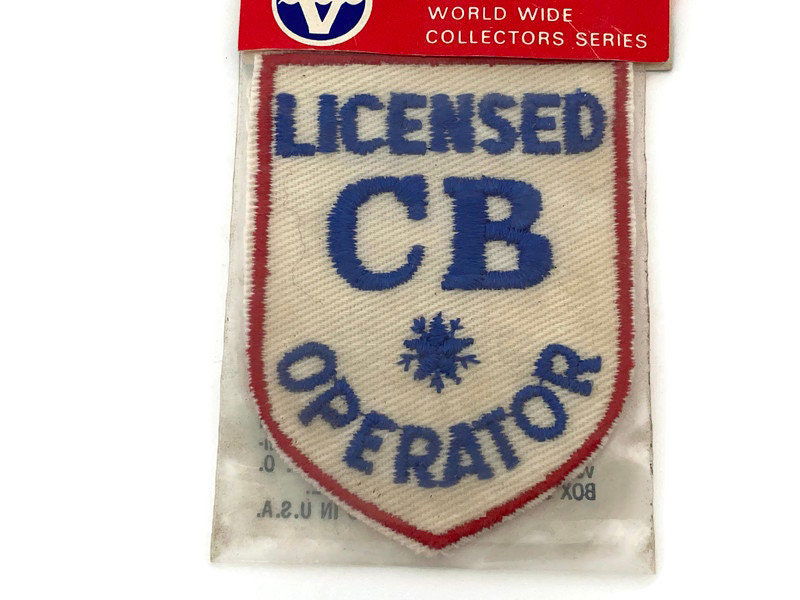 WORLD WIDE
COLLECTORS SERIES
LICENSED
CB
OPERATOR
O.
BOX
IN U.S.A.